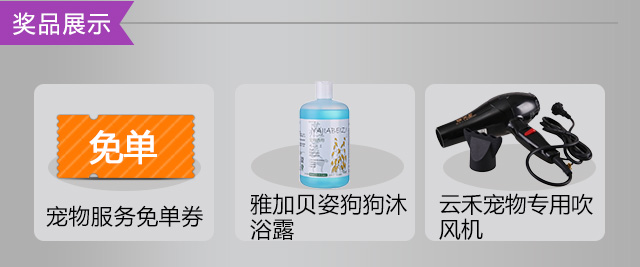 奖品展示
免单
宠物服务免单券
雅加贝姿狗狗沐
浴露
云禾宠物专用吹
风机